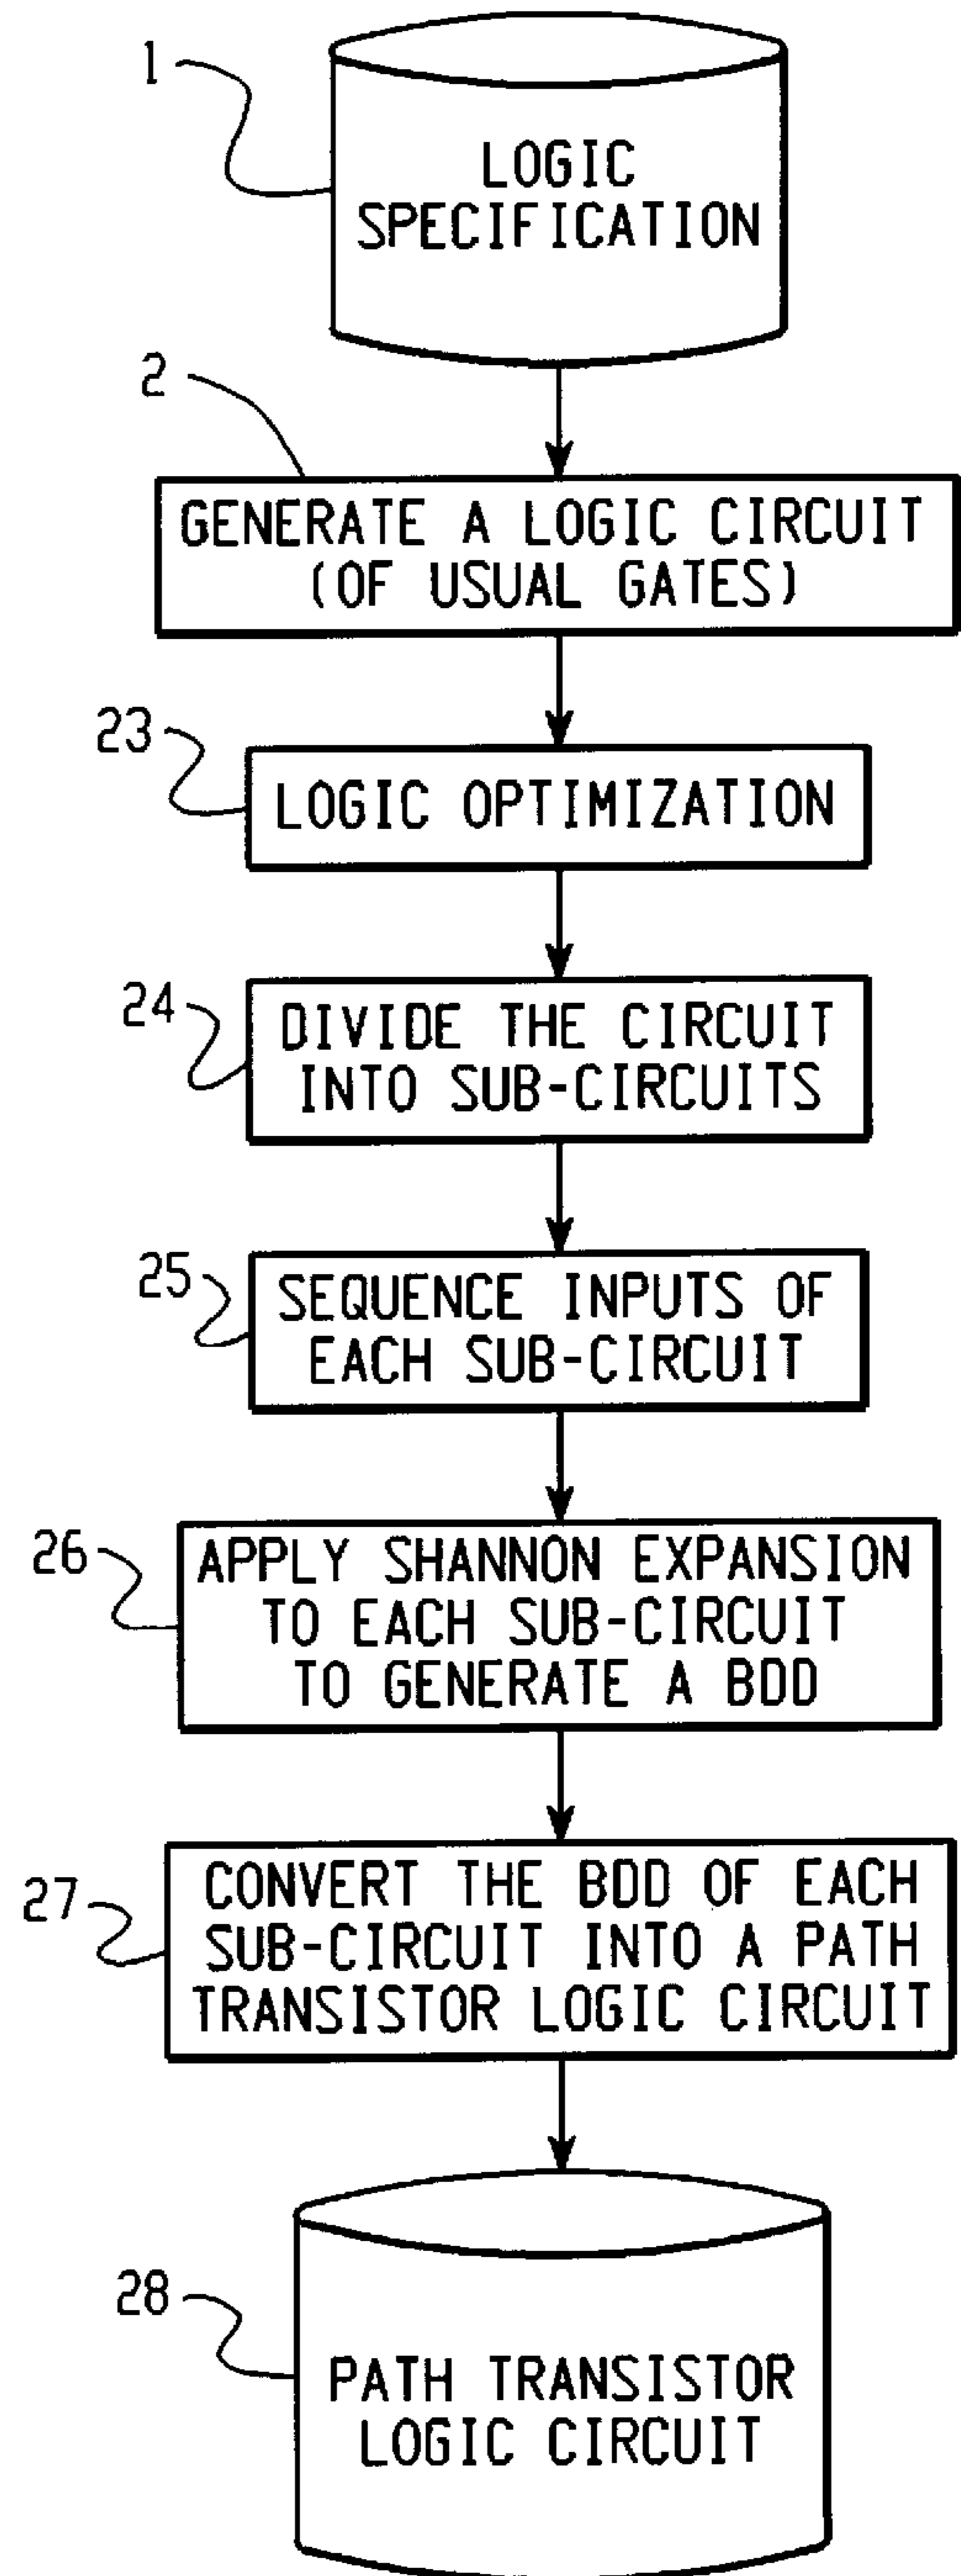 1
LOGIC
SPECIFICATION
2
GENERATE A LOGIC CIRCUIT
(OF USUAL GATES)
23
LOGIC OPTIMIZATION
24
DIVIDE THE CIRCUIT
INTO SUB-CIRCUITS
25
SEQUENCE INPUTS OF
EACH SUB-CIRCUIT
26
APPLY SHANNON EXPANSION
TO EACH SUB-CIRCUIT
TO GENERATE A BDD
27
CONVERT THE BDD OF EACH
SUB-CIRCUIT INTO A PATH
TRANSISTOR LOGIC CIRCUIT
28
PATH TRANSISTOR
LOGIC CIRCUIT